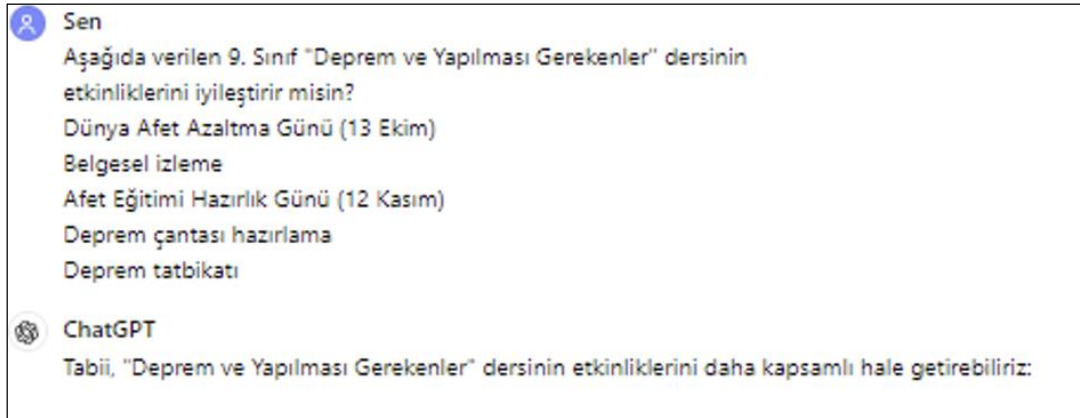 Sen
Aşağıda verilen 9. Sınıf "Deprem ve Yapılması Gerekenler" dersinin
etkinliklerini iyileştirir misin?
Dünya Afet Azaltma Günü (13 Ekim)
Belgesel izleme
Afet Eğitimi Hazırlık Günü (12 Kasım)
Deprem çantası hazırlama
Deprem tatbikatı
ChatGPT
Tabii, "Deprem ve Yapılması Gerekenler" dersinin etkinliklerini daha kapsamlı hale getirebiliriz: